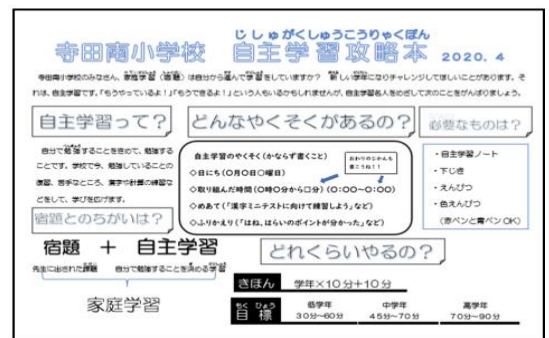 じしゅがくしゅうこうりゃくぼん
寺田南小学校 自主学習攻略本 2020.4
寺田南小学校のみなさん、家庭学習（宿題）は自分から進んで学習をしていますか？ 新しい学年になりチャレンジしてほしいことがあります。そ
れは、自主学習です。「もうやっているよ！」「もうできるよ！」という人もいるかもしれませんが、自主学習名人をめざして次のことをがんばりましょう。
自主学習って？
自分で勉強することをきめて、勉強する
ことです。学校で今、勉強していることの
復習、苦手なところ、漢字や計算の練習な
どをして、学びを広げます。
宿題とのちがいは？
宿題 ＋ 自主学習
先生に出された課題 自分で勉強することを決める学習
家庭学習
どんなやくそくがあるの？
自主学習のやくそく（かならず書くこと）
おわりのじかんも
書こうね！！
◇日にち（〇月〇日〇曜日）
◇取り組んだ時間（0時0分から口分）（0：00～0：00）
◇めあて（「漢字ミニテストに向けて練習しよう」など）
◇ふりかえり（「はね、はらいのポイントが分かった」など）
必要なものは？
・自主学習ノート
・下じき
・えんぴつ
・色えんぴつ
（赤ペンと青ペンOK）
どれくらいやるの？
きほん 学年×10分＋10分
もくひょう
目標
低学年 中学年 高学年
30分～60分 45分～70分 70分～90分